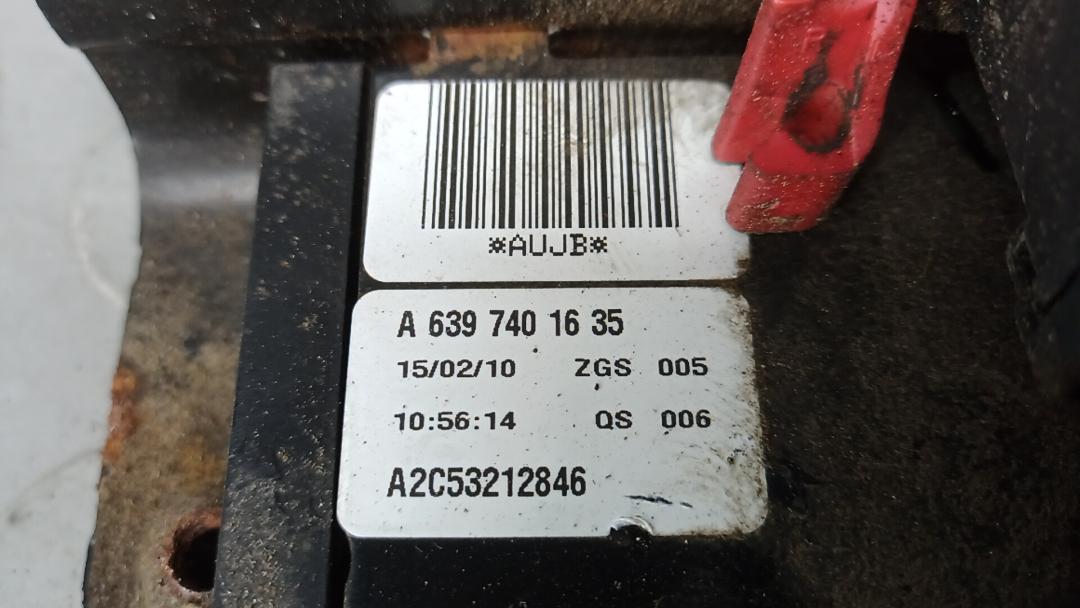 *AUJB*
A 639 740 16 35
15/02/10 ZGS 005
10:56:14 QS 006
A2C53212846